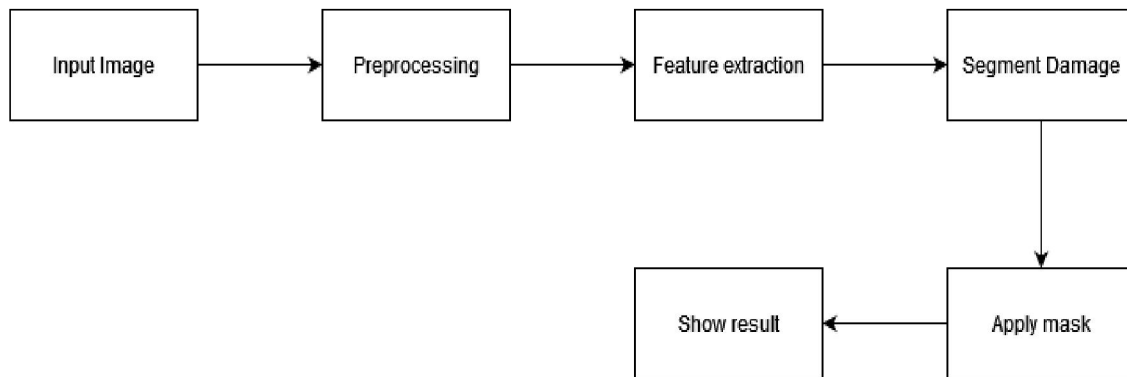 Input Image
Preprocessing
Feature extraction
Segment Damage
Apply mask
Show result